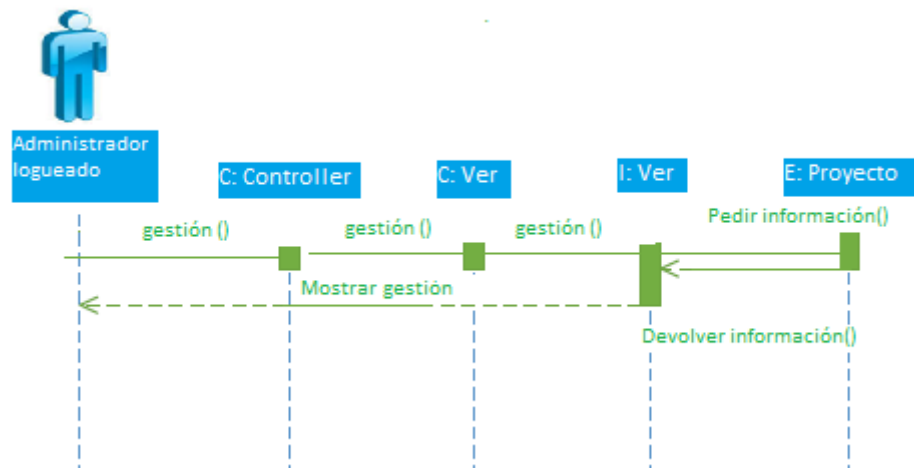 Administrador
logueado
C: Controller
C: Ver
I: Ver
E: Proyecto
gestión ()
gestión ()
gestión ()
Pedir información()
Mostrar gestión
Devolver información()